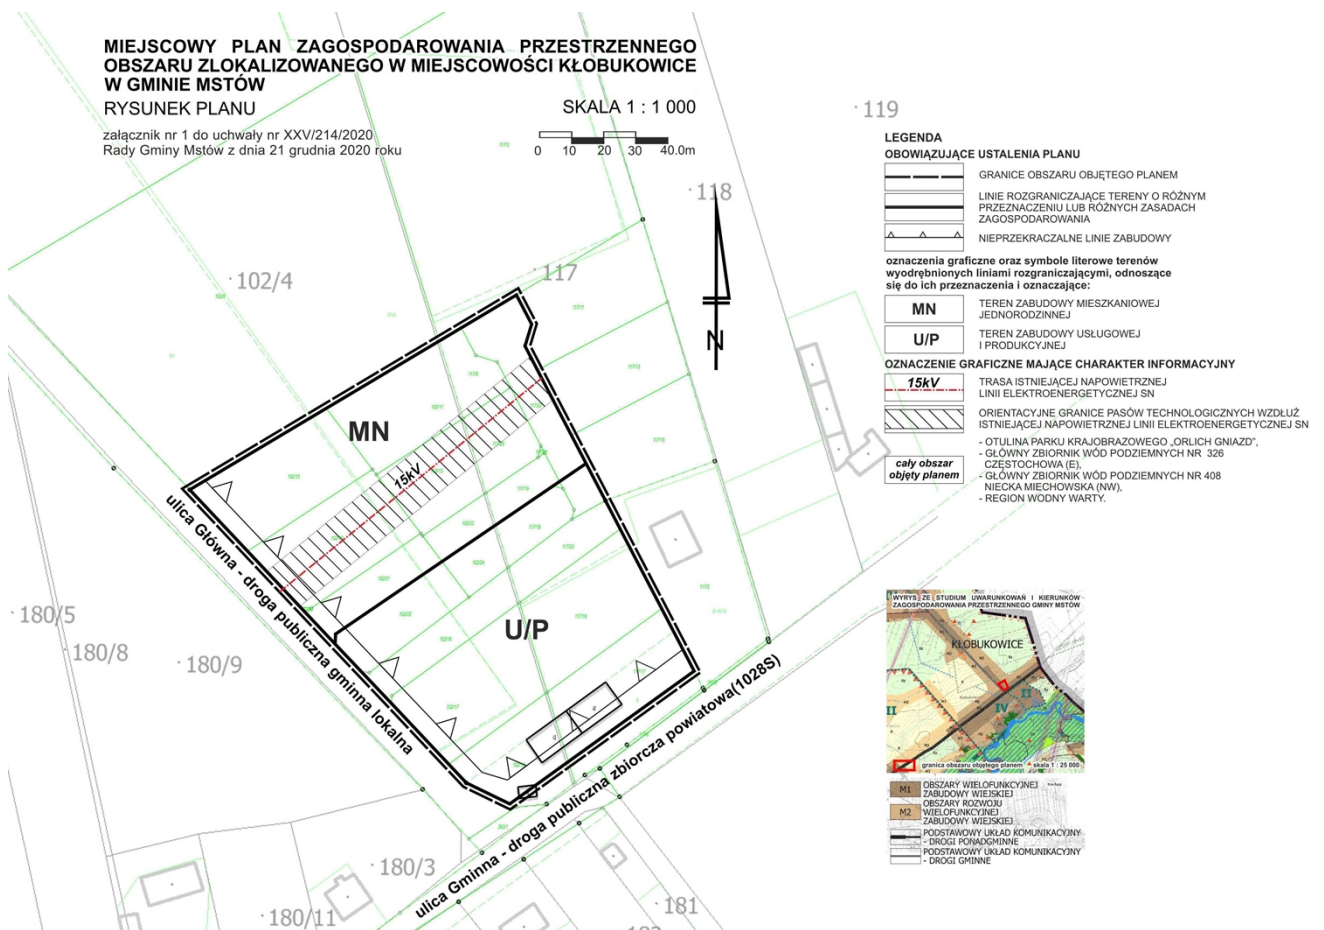 MIEJSCOWY PLAN ZAGOSPODAROWANIA PRZESTRZENNEGO
OBSZARU ZLOKALIZOWANEGO W MIEJSCOWOŚCI KŁOBUKOWICE
W GMINIE MSTÓW
RYSUNEK PLANU
SKALA 1 : 1 000
załącznik nr 1 do uchwały nr XXV/214/2020
Rady Gminy Mstów z dnia 21 grudnia 2020 roku
0 10 20 30 40.0m
119
118
117
102/4
N
MN
15kV
U/P
ulica Główna - droga publiczna gminna lokalna
ulica Gminna - droga publiczna zbiorcza powiatowa(1028S)
180/5
180/8
180/9
180/3
180/11
181
LEGENDA
OBOWIĄZUJĄCE USTALENIA PLANU
GRANICE OBSZARU OBJĘTEGO PLANEM
LINIE ROZGRANICZAJĄCE TERENY O RÓŻNYM
PRZEZNACZENIU LUB RÓŻNYCH ZASADACH
ZAGOSPODAROWANIA
NIEPRZEKRACZALNE LINIE ZABUDOWY
oznaczenia graficzne oraz symbole literowe terenów
wyodrębnionych liniami rozgraniczającymi, odnoszące
się do ich przeznaczenia i oznaczające:
MN
TEREN ZABUDOWY MIESZKANIOWEJ
JEDNORODZINNEJ
U/P
TEREN ZABUDOWY USŁUGOWEJ
I PRODUKCYJNEJ
OZNACZENIE GRAFICZNE MAJĄCE CHARAKTER INFORMACYJNY
15kV
TRASA ISTNIEJĄCEJ NAPOWIETRZNEJ
LINII ELEKTROENERGETYCZNEJ SN
ORIENTACYJNE GRANICE PASÓW TECHNOLOGICZNYCH WZDŁUŻ
ISTNIEJĄCEJ NAPOWIETRZNEJ LINII ELEKTROENERGETYCZNEJ SN
cały obszar
objęty planem
- OTULINA PARKU KRAJOBRAZOWEGO „ORLICH GNIAZD",
- GŁÓWNY ZBIORNIK WÓD PODZIEMNYCH NR 326
CZĘSTOCHOWA (E),
- GŁÓWNY ZBIORNIK WÓD PODZIEMNYCH NR 408
NIECKA MIECHOWSKA (NW),
- REGION WODNY WARTY.
WYRYS ZE STUDIUM UWARUNKOWAŃ I KIERUNKÓW
ZAGOSPODAROWANIA PRZESTRZENNEGO GMINY MSTÓW
KŁOBUKOWICE
II
II
IV
granica obszaru objętego planem skala 1 : 25 000
M1
OBSZARY WIELOFUNKCYJNEJ
ZABUDOWY WIEJSKIEJ
M2
OBSZARY ROZWOJU
WIELOFUNKCYJNEJ
ZABUDOWY WIEJSKIEJ
PODSTAWOWY UKŁAD KOMUNIKACYJNY
- DROGI PONADGMINNE
PODSTAWOWY UKŁAD KOMUNIKACYJNY
- DROGI GMINNE